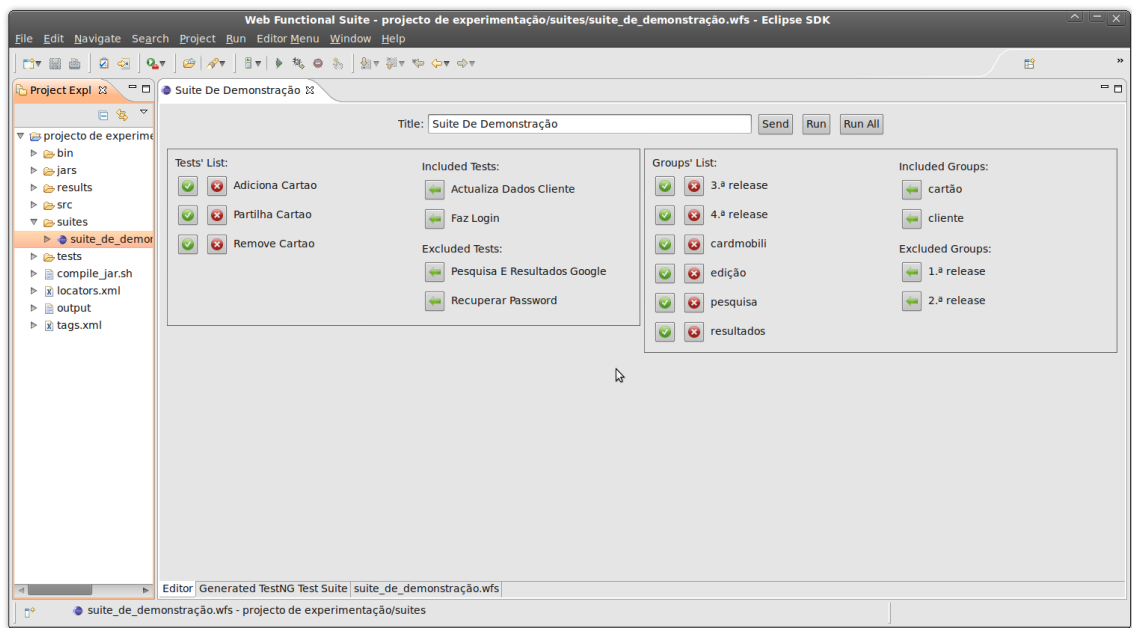 Web Functional Suite - projecto de experimentação/suites/suite_de_demonstração.wfs - Eclipse SDK
File Edit Navigate Search Project Run Editor Menu Window Help
Project Expl
projecto de experime
bin
jars
results
src
suites
suite_de_demor
tests
compile_jar.sh
locators.xml
output
tags.xml
Suite De Demonstração
Title: Suite De Demonstração Send Run Run All
Tests' List:
Adiciona Cartao
Partilha Cartao
Remove Cartao
Included Tests:
Actualiza Dados Cliente
Faz Login
Excluded Tests:
Pesquisa E Resultados Google
Recuperar Password
Groups' List:
3.ª release
4.ª release
cardmobili
edição
pesquisa
resultados
Included Groups:
cartão
cliente
Excluded Groups:
1.ª release
2.ª release
Editor Generated TestNG Test Suite suite_de_demonstração.wfs
suite_de_demonstração.wfs - projecto de experimentação/suites